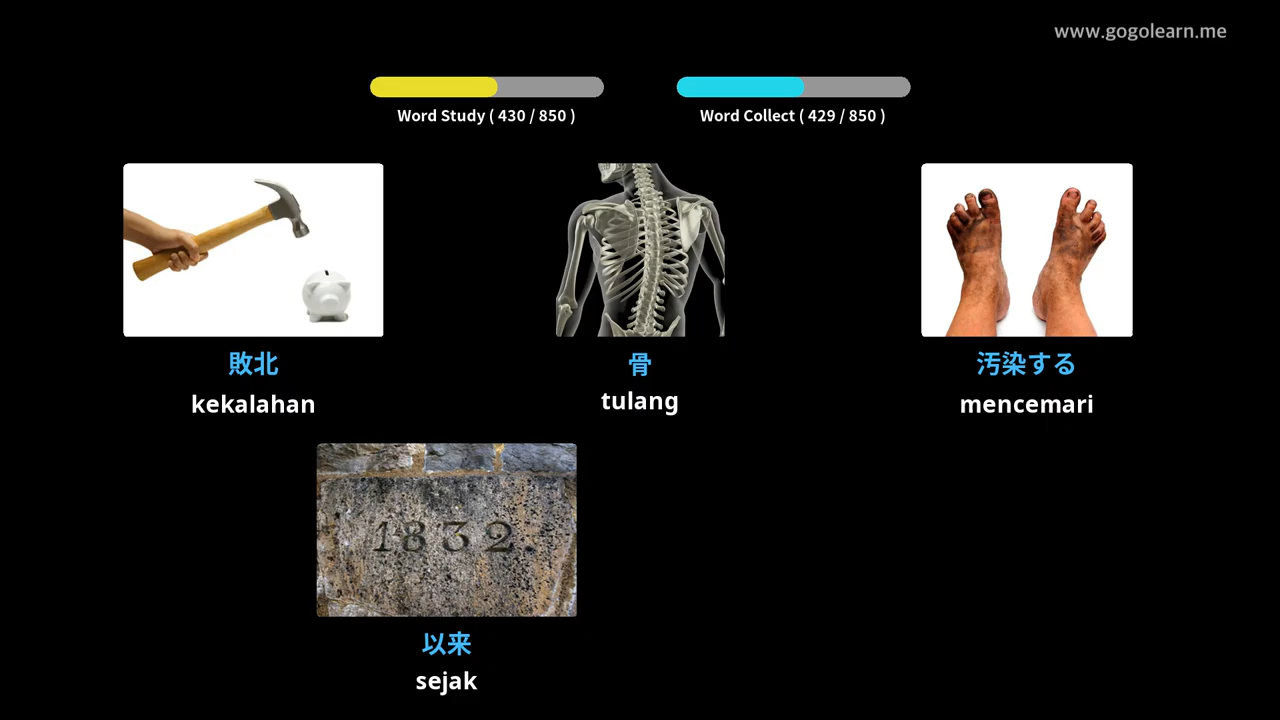 www.gogolearn.me
Word Study ( 430 / 850 )
Word Collect ( 429 / 850 )
敗北
kekalahan
骨
tulang
汚染する
mencemari
1832.
以来
sejak